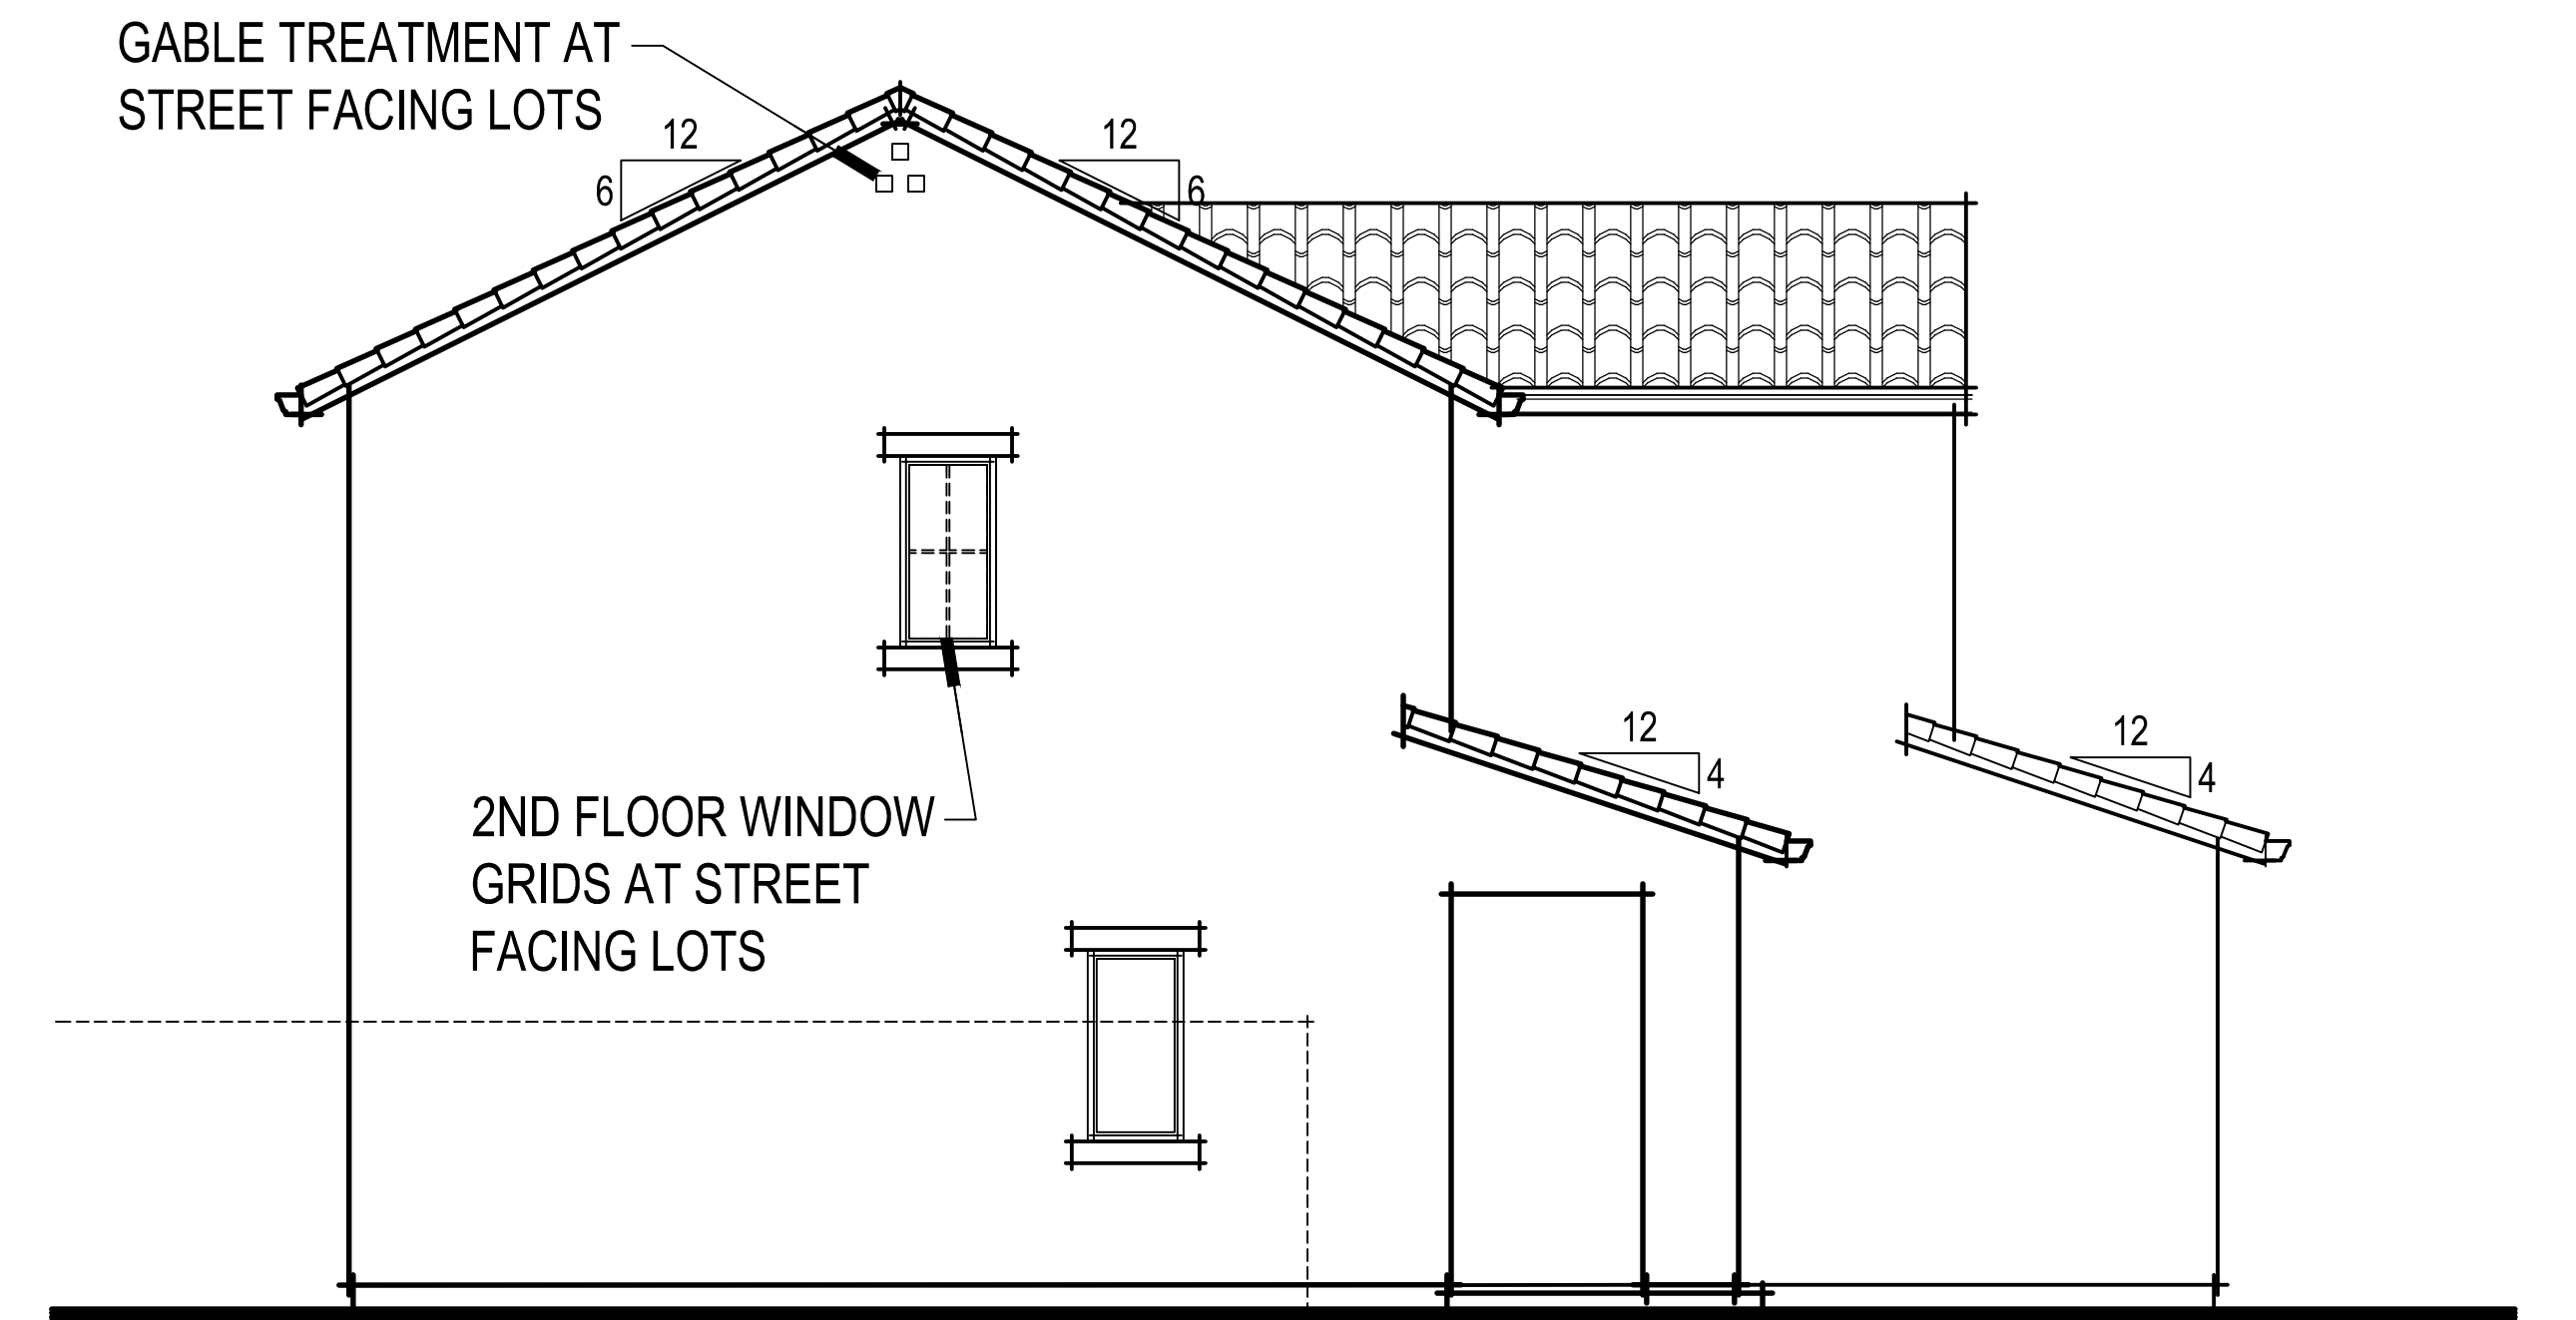 GABLE TREATMENT AT
STREET FACING LOTS
12
6
12
6
12
4
12
4
2ND FLOOR WINDOW
GRIDS AT STREET
FACING LOTS